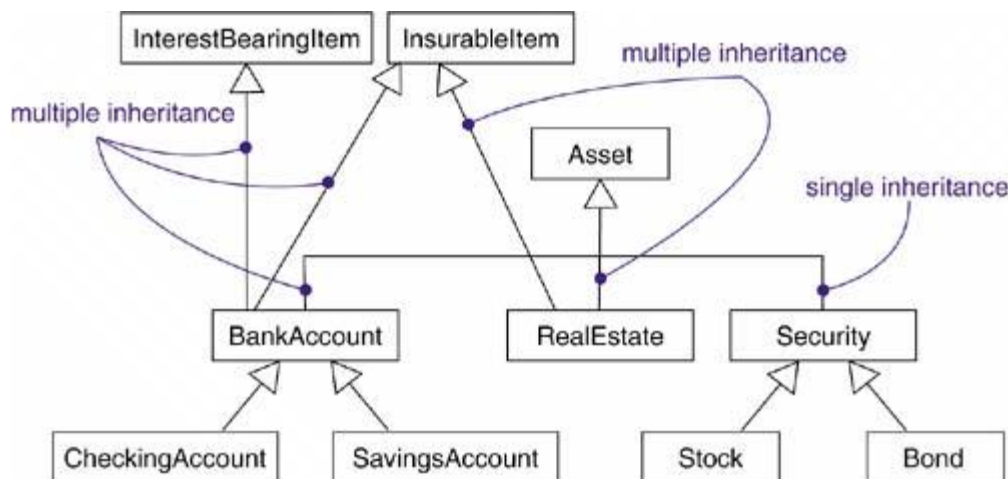 InterestBearingItem
InsurableItem
multiple inheritance
multiple inheritance
Asset
single inheritance
BankAccount
RealEstate
Security
CheckingAccount
SavingsAccount
Stock
Bond